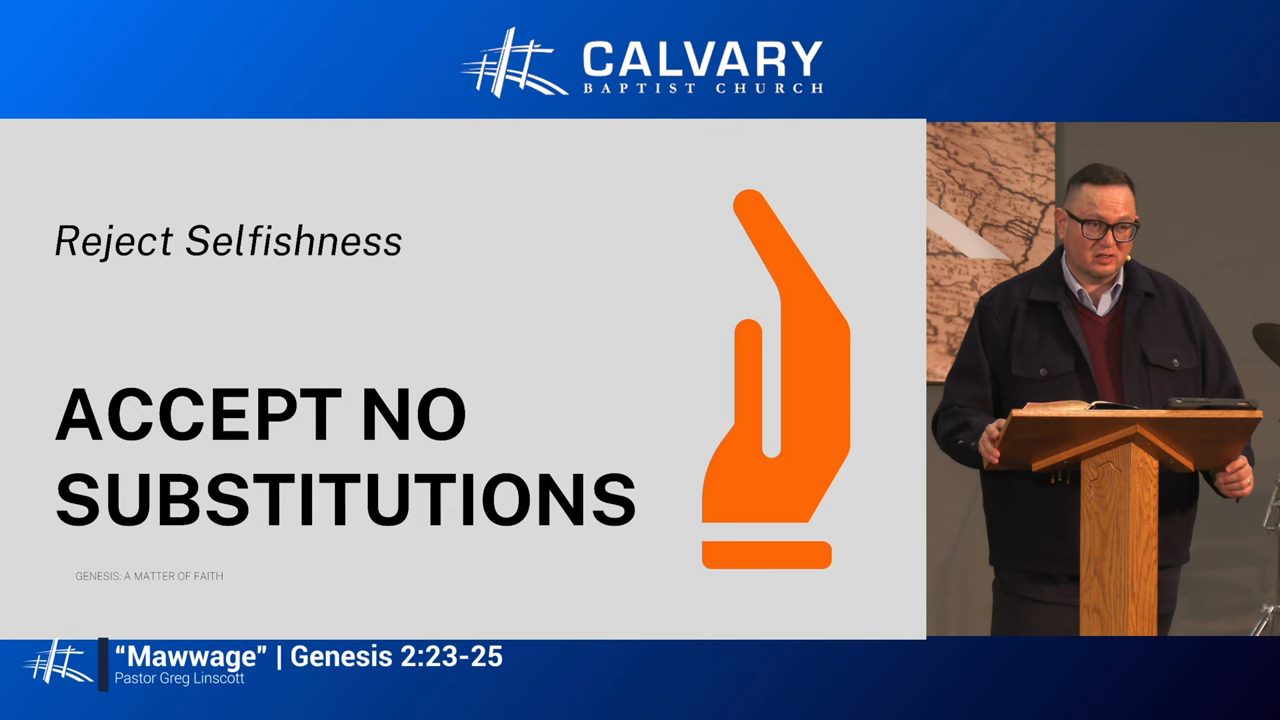 CALVARY
BAPTIST CHURCH
Reject Selfishness
ACCEPT NO
SUBSTITUTIONS
GENESIS: A MATTER OF FAITH
“Mawwage” | Genesis 2:23-25
Pastor Greg Linscott